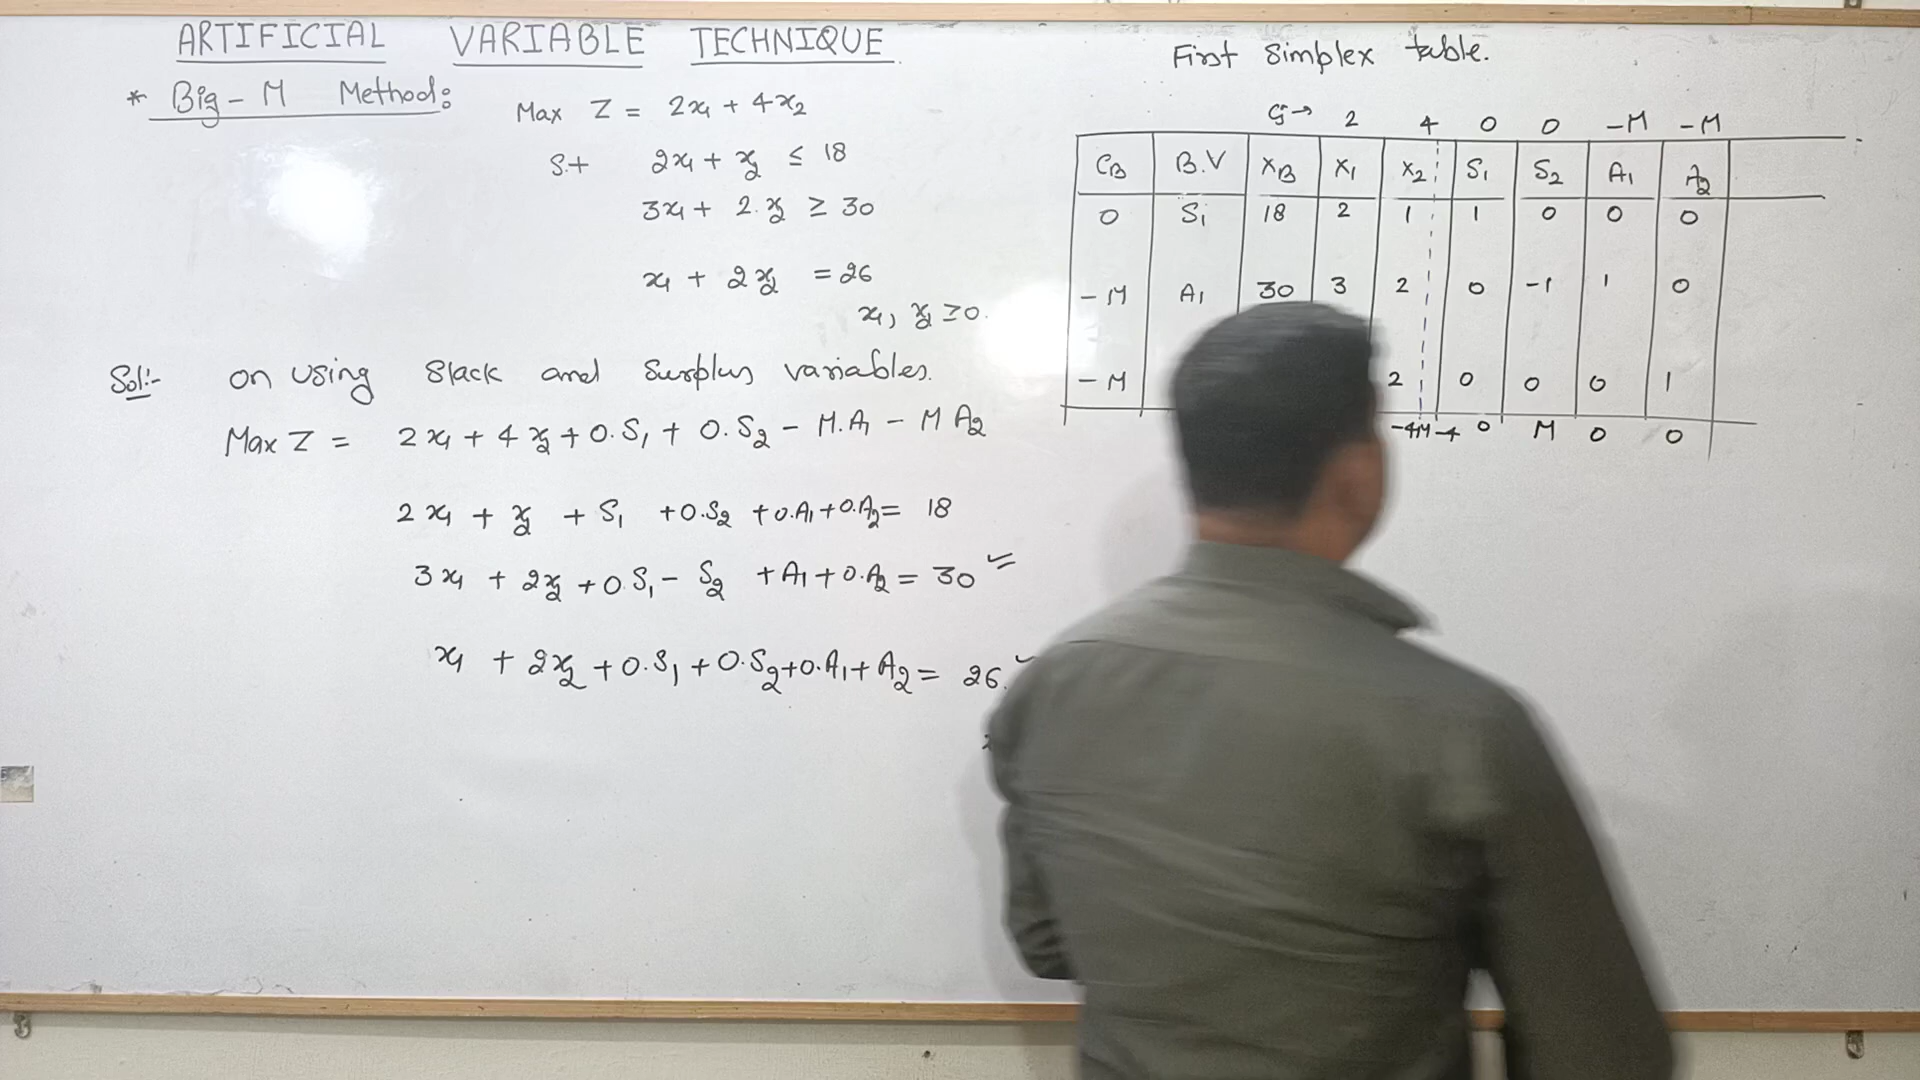 ARTIFICIAL VARIABLE TECHNIQUE
* Big-M Method:
Max Z = 2x₁ + 4x₂
S.t 2x₁ + x₂ ≤ 18
3x₁ + 2.x₂ ≥ 30
x₁ + 2x₂ = 26
x₁, x₂ ≥ 0.
Sol:- on using Slack and Surplus variables.
Max Z = 2x₁ + 4x₂ + 0.S₁ + 0.S₂ - M.A₁ - MA₂
2x₁ + x₂ + S₁ + 0.S₂ + 0.A₁ + 0.A₂ = 18
3x₁ + 2x₂ + 0.S₁ - S₂ + A₁ + 0.A₂ = 30
x₁ + 2x₂ + 0.S₁ + 0.S₂ + 0.A₁ + A₂ = 26.
First Simplex table.
Cj → 2 4 0 0 -M -M
CB B.V XB X₁ X₂ S₁ S₂ A₁ A₂
0 S₁ 18 2 1 1 0 0 0
-M A₁ 30 3 2 0 -1 1 0
-M 2 0 0 0 1
-4M-4 0 M 0 0